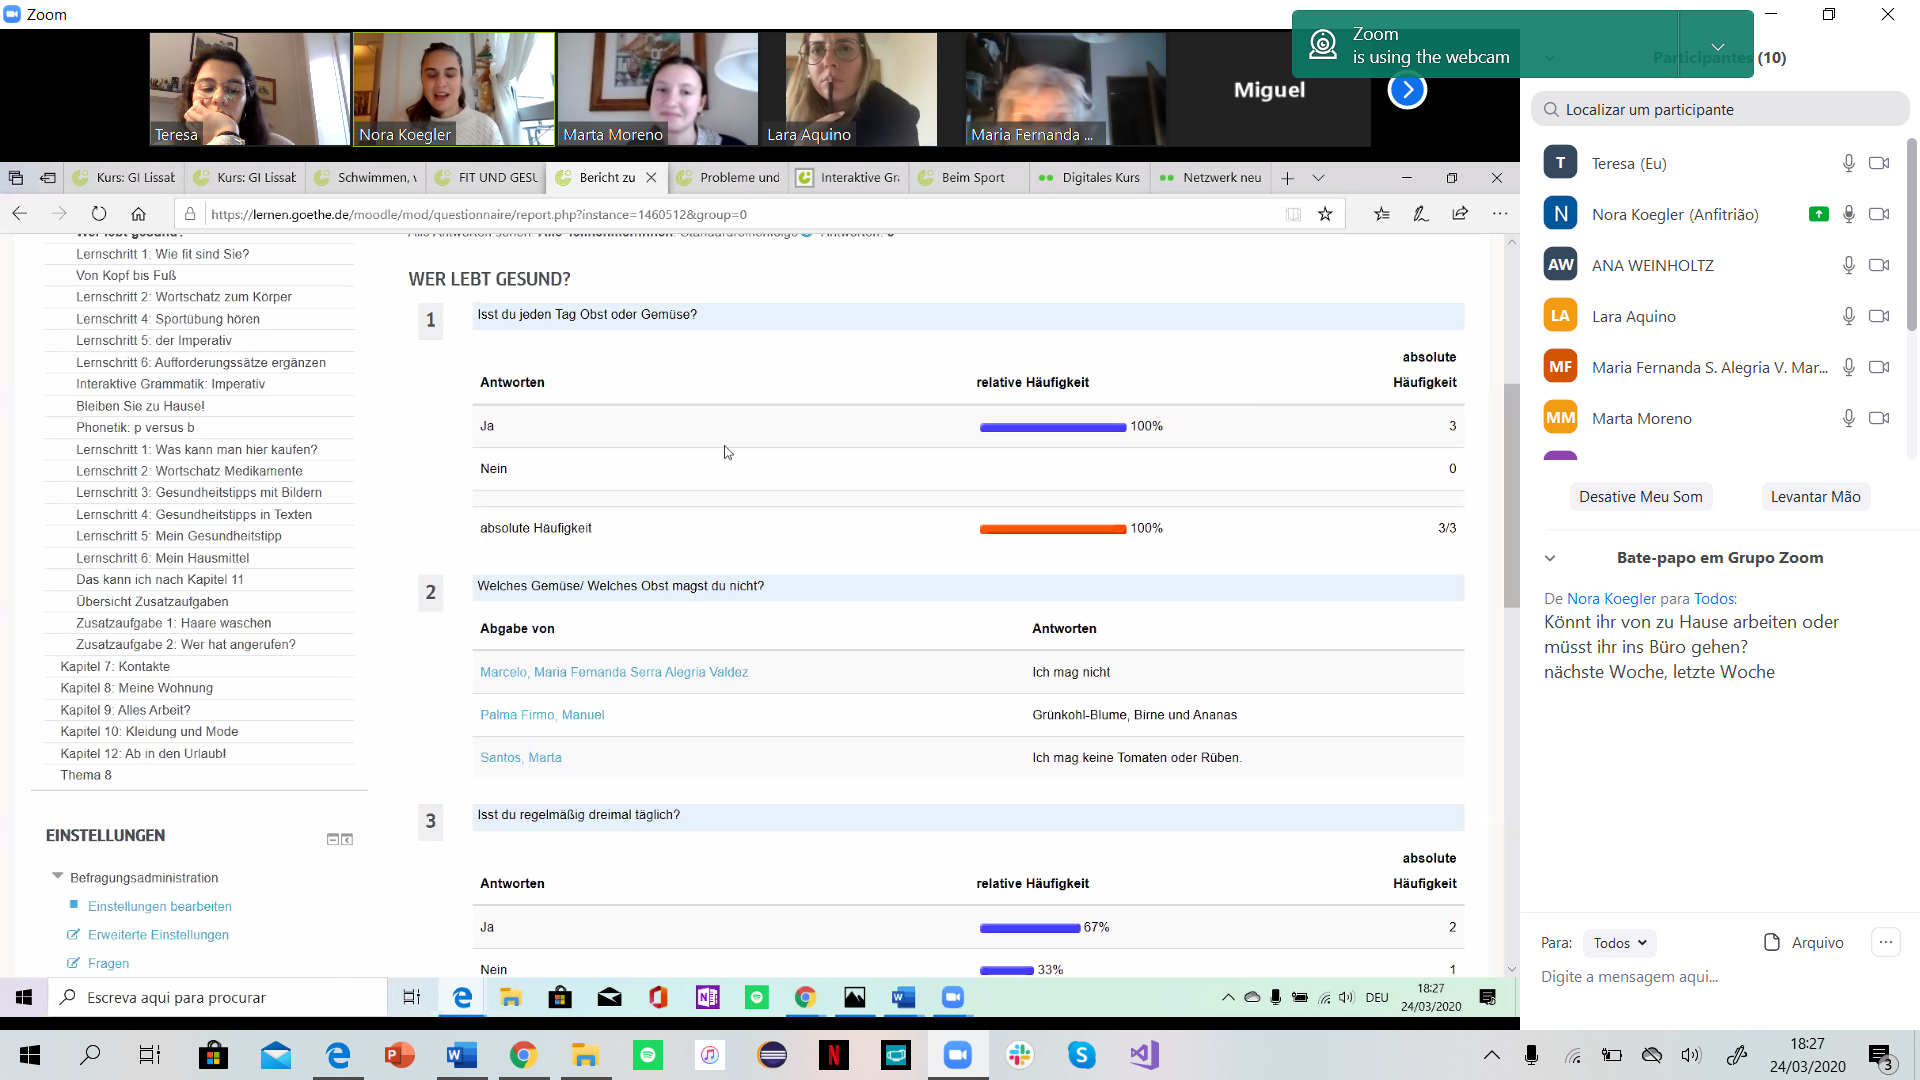 Zoom
Zoom
is using the webcam
(10)
Teresa
Nora Koegler
Marta Moreno
Lara Aquino
Maria Fernanda ...
Miguel
Localizar um participante
Kurs: GI Lissab
Kurs: GI Lissab
Schwimmen, v
FIT UND GESU
Bericht zu
Probleme und
Interaktive Gra
Beim Sport
Digitales Kurs
Netzwerk neu
https://lernen.goethe.de/moodle/mod/questionnaire/report.php?instance=1460512&group=0
Lernschritt 1: Wie fit sind Sie?
Von Kopf bis Fuß
Lernschritt 2: Wortschatz zum Körper
Lernschritt 4: Sportübung hören
Lernschritt 5: der Imperativ
Lernschritt 6: Aufforderungssätze ergänzen
Interaktive Grammatik: Imperativ
Bleiben Sie zu Hause!
Phonetik: p versus b
Lernschritt 1: Was kann man hier kaufen?
Lernschritt 2: Wortschatz Medikamente
Lernschritt 3: Gesundheitstipps mit Bildern
Lernschritt 4: Gesundheitstipps in Texten
Lernschritt 5: Mein Gesundheitstipp
Lernschritt 6: Mein Hausmittel
Das kann ich nach Kapitel 11
Übersicht Zusatzaufgaben
Zusatzaufgabe 1: Haare waschen
Zusatzaufgabe 2: Wer hat angerufen?
Kapitel 7: Kontakte
Kapitel 8: Meine Wohnung
Kapitel 9: Alles Arbeit?
Kapitel 10: Kleidung und Mode
Kapitel 12: Ab in den Urlaub!
Thema 8
EINSTELLUNGEN
Befragungsadministration
Einstellungen bearbeiten
Erweiterte Einstellungen
Fragen
WER LEBT GESUND?
1 Isst du jeden Tag Obst oder Gemüse?
Antworten relative Häufigkeit absolute Häufigkeit
Ja 100% 3
Nein 0
absolute Häufigkeit 100% 3/3
2 Welches Gemüse/ Welches Obst magst du nicht?
Abgabe von Antworten
Marcelo, Maria Fernanda Serra Alegria Valdez Ich mag nicht
Palma Firmo, Manuel Grünkohl-Blume, Birne und Ananas
Santos, Marta Ich mag keine Tomaten oder Rüben.
3 Isst du regelmäßig dreimal täglich?
Antworten relative Häufigkeit absolute Häufigkeit
Ja 67% 2
Nein 33% 1
T Teresa (Eu)
N Nora Koegler (Anfitrião)
AW ANA WEINHOLTZ
LA Lara Aquino
MF Maria Fernanda S. Alegria V. Mar...
MM Marta Moreno
Desative Meu Som Levantar Mão
Bate-papo em Grupo Zoom
De Nora Koegler para Todos:
Könnt ihr von zu Hause arbeiten oder
müsst ihr ins Büro gehen?
nächste Woche, letzte Woche
Para: Todos Arquivo
Digite a mensagem aqui...
Escreva aqui para procurar
DEU
18:27
24/03/2020
18:27
24/03/2020
3